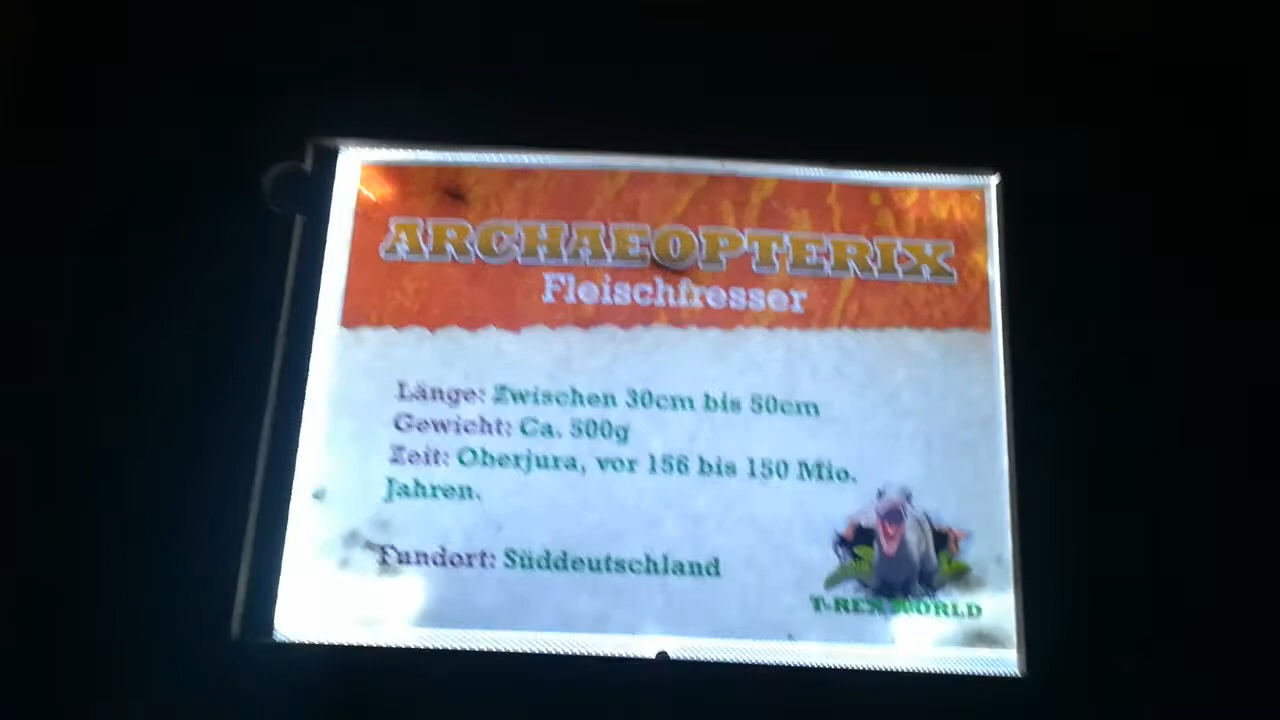 ARCHAEOPTERIX
Fleischfresser
Länge: Zwischen 30cm bis 50cm
Gewicht: Ca. 500g
Zeit: Oberjura, vor 156 bis 150 Mio.
Jahren.
Fundort: Süddeutschland
T-REX WORLD